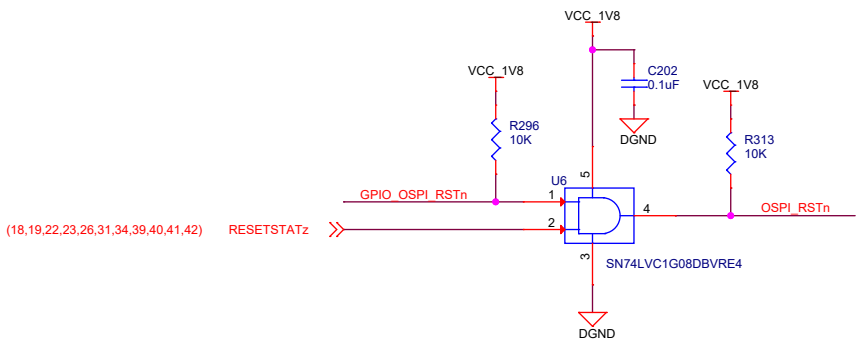 VCC_1V8
VCC_1V8
C202
0.1uF
VCC_1V8
DGND
R296
10K
R313
10K
U6
5
GPIO_OSPI_RSTn
1
4
OSPI_RSTn
(18,19,22,23,26,31,34,39,40,41,42)
RESETSTATz
2
3
SN74LVC1G08DBVRE4
DGND